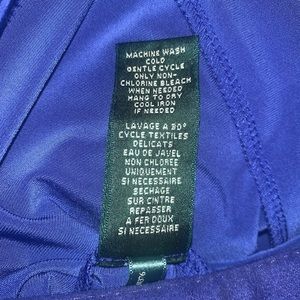 MACHINE WASH
COLD
GENTLE CYCLE
ONLY NON-
CHLORINE BLEACH
WHEN NEEDED
HANG TO DRY
COOL IRON
IF NEEDED
LAVAGE A 30°
CYCLE TEXTILES
DELICATS
EAU DE JAVEL
NON CHLOREE
UNIQUEMENT
SI NECESSAIRE
SECHAGE
SUR CINTRE
REPASSER
A FER DOUX
SI NECESSAIRE